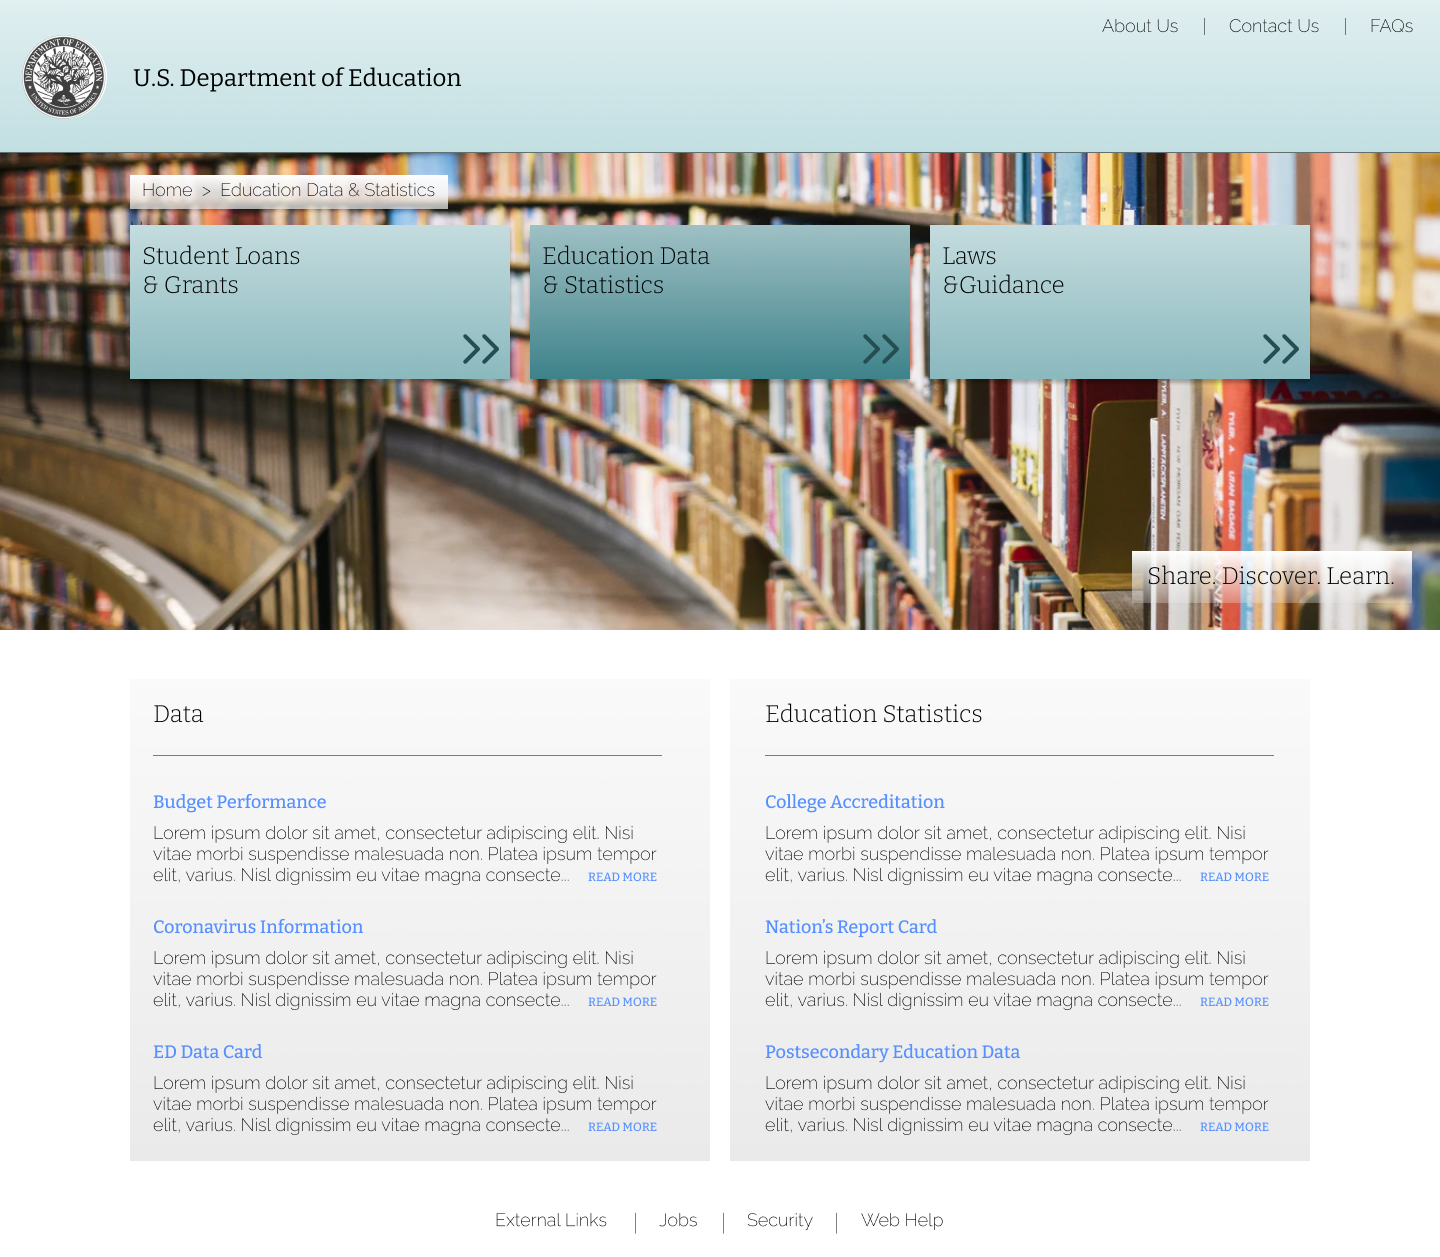 About Us | Contact Us | FAQs
DEPARTMENT OF EDUCATION
UNITED STATES OF AMERICA
U.S. Department of Education
Home > Education Data & Statistics
Student Loans
& Grants
Education Data
& Statistics
Laws
&Guidance
TYLER, A
Share. Discover. Learn.
Data
Budget Performance
Lorem ipsum dolor sit amet, consectetur adipiscing elit. Nisi
vitae morbi suspendisse malesuada non. Platea ipsum tempor
elit, varius. Nisl dignissim eu vitae magna consecte... READ MORE
Coronavirus Information
Lorem ipsum dolor sit amet, consectetur adipiscing elit. Nisi
vitae morbi suspendisse malesuada non. Platea ipsum tempor
elit, varius. Nisl dignissim eu vitae magna consecte... READ MORE
ED Data Card
Lorem ipsum dolor sit amet, consectetur adipiscing elit. Nisi
vitae morbi suspendisse malesuada non. Platea ipsum tempor
elit, varius. Nisl dignissim eu vitae magna consecte... READ MORE
Education Statistics
College Accreditation
Lorem ipsum dolor sit amet, consectetur adipiscing elit. Nisi
vitae morbi suspendisse malesuada non. Platea ipsum tempor
elit, varius. Nisl dignissim eu vitae magna consecte... READ MORE
Nation’s Report Card
Lorem ipsum dolor sit amet, consectetur adipiscing elit. Nisi
vitae morbi suspendisse malesuada non. Platea ipsum tempor
elit, varius. Nisl dignissim eu vitae magna consecte... READ MORE
Postsecondary Education Data
Lorem ipsum dolor sit amet, consectetur adipiscing elit. Nisi
vitae morbi suspendisse malesuada non. Platea ipsum tempor
elit, varius. Nisl dignissim eu vitae magna consecte... READ MORE
External Links | Jobs | Security | Web Help